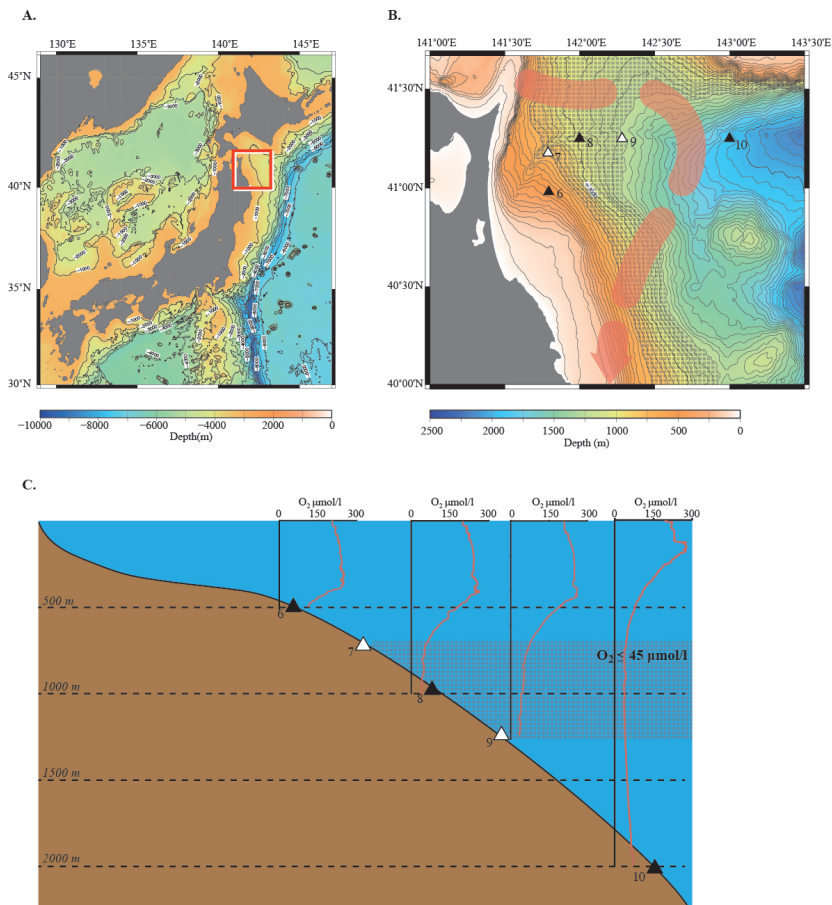 A.
130°E 135°E 140°E 145°E
45°N
40°N
35°N
30°N
−10000 −8000 −6000 −4000 −2000 0
Depth(m)
B.
141°00'E 141°30'E 142°00'E 142°30'E 143°00'E 143°30'E
41°30'N
41°00'N
40°30'N
40°00'N
8
9
10
7
6
2500 2000 1500 1000 500 0
Depth (m)
C.
O₂ µmol/l O₂ µmol/l O₂ µmol/l O₂ µmol/l
0 150 300 0 150 300 0 150 300 0 150 300
500 m
6
7
O₂ ≤ 45 µmol/l
1000 m
8
9
1500 m
2000 m
10